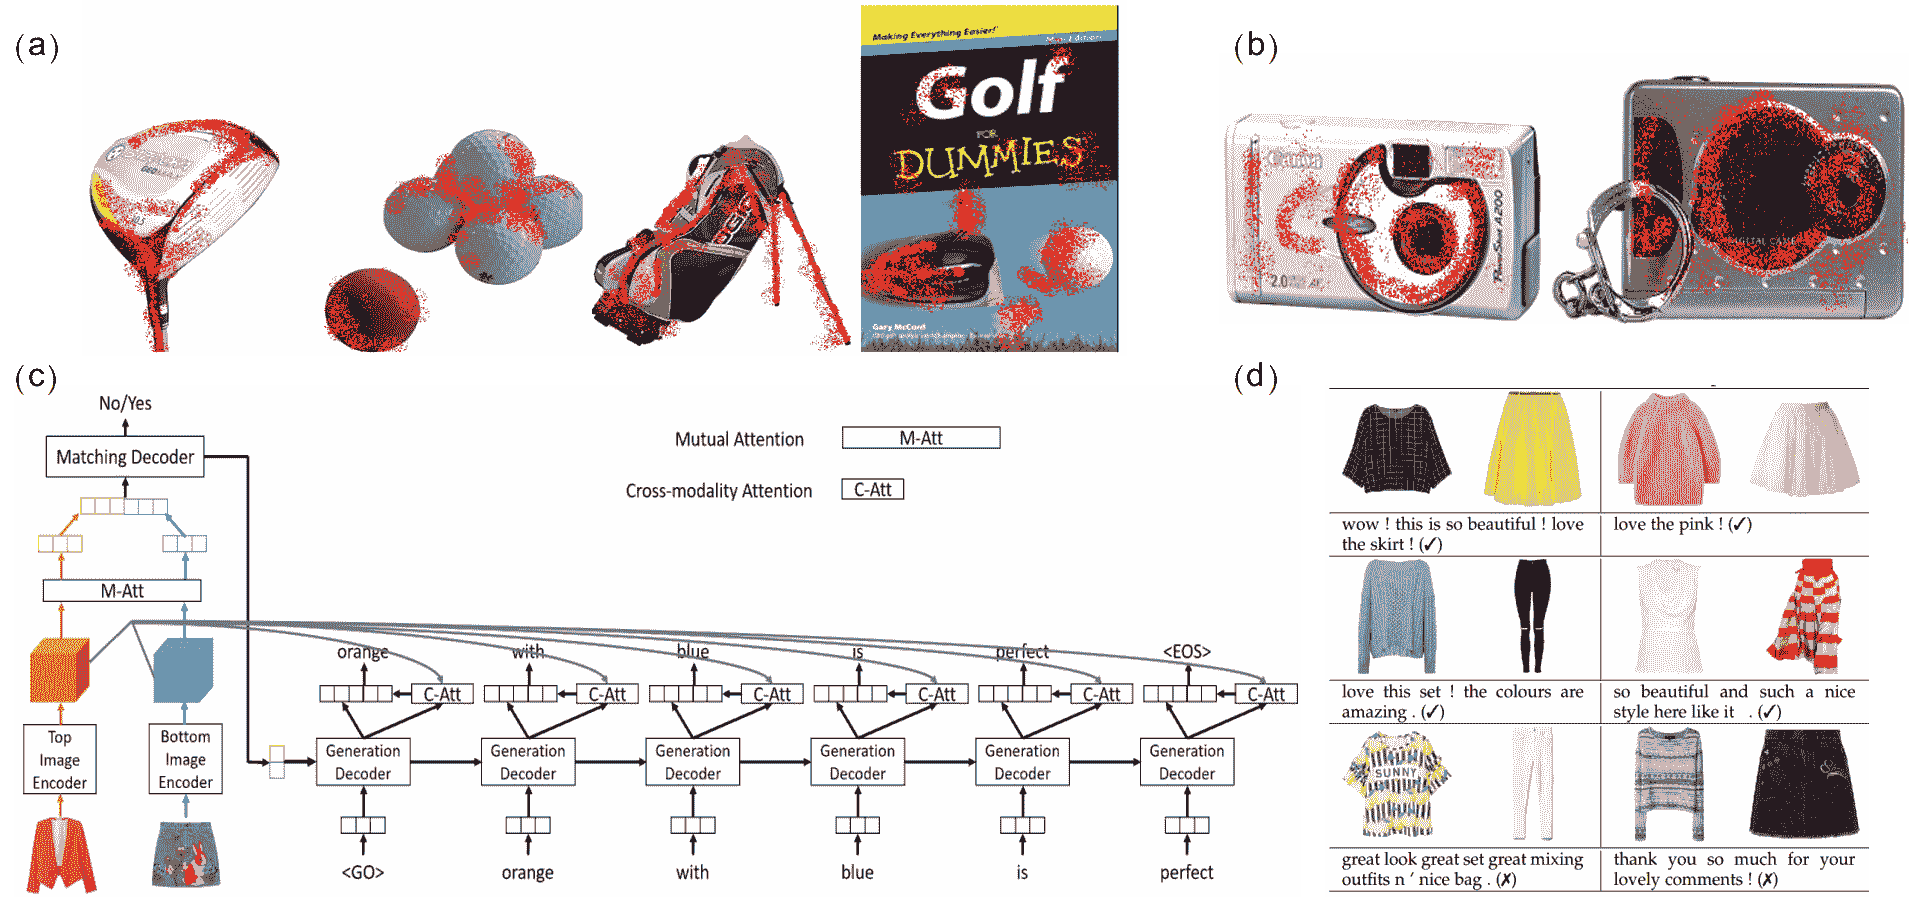 (a)
Making Everything Easier!
Mini Edition
Golf
FOR
DUMMIES
Gary McCord
(b)
Canon
PowerShot A200
2.0
DIGITAL CAMERA
(c)
No/Yes
Matching Decoder
M-Att
Top Image Encoder
Bottom Image Encoder
Mutual Attention
M-Att
Cross-modality Attention
C-Att
orange
with
blue
is
perfect
<EOS>
C-Att
C-Att
C-Att
C-Att
C-Att
C-Att
Generation Decoder
Generation Decoder
Generation Decoder
Generation Decoder
Generation Decoder
Generation Decoder
<GO>
orange
with
blue
is
perfect
(d)
wow ! this is so beautiful ! love
the skirt ! (✓)
love the pink ! (✓)
love this set ! the colours are
amazing . (✓)
so beautiful and such a nice
style here like it . (✓)
SUNNY
great look great set great mixing
outfits n ' nice bag . (✗)
thank you so much for your
lovely comments ! (✗)